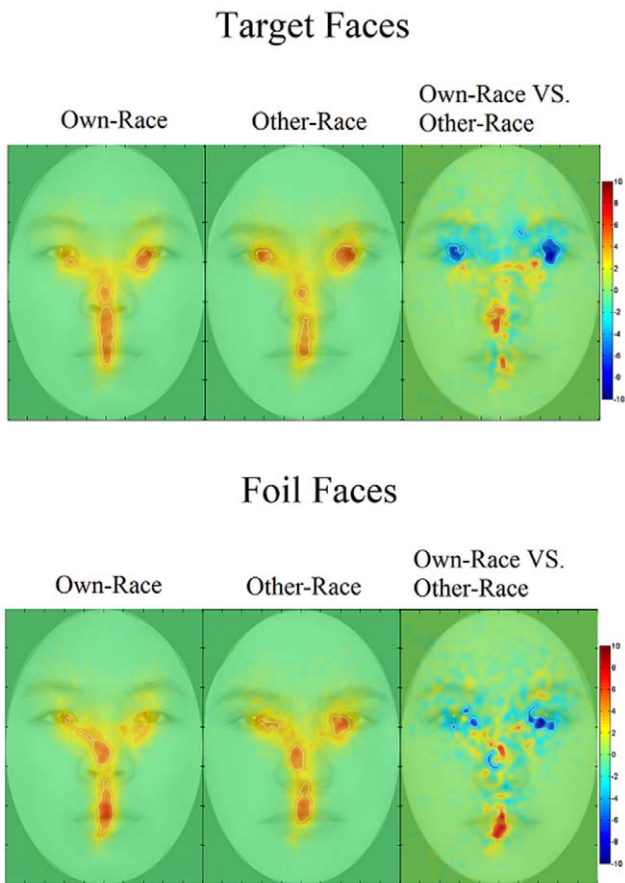 Target Faces
Own-Race
Other-Race
Own-Race VS.
Other-Race
10
8
6
4
2
0
-2
-4
-6
-8
-10
Foil Faces
Own-Race
Other-Race
Own-Race VS.
Other-Race
10
8
6
4
2
0
-2
-4
-6
-8
-10